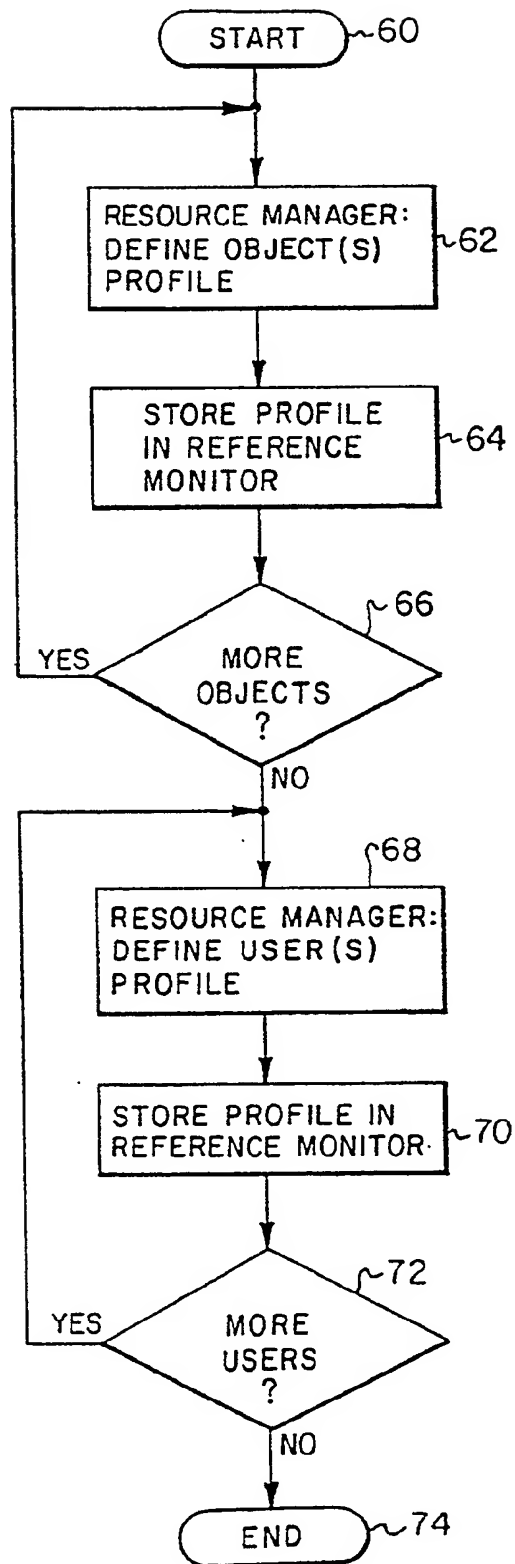 START
60
RESOURCE MANAGER:
DEFINE OBJECT(S)
PROFILE
62
STORE PROFILE
IN REFERENCE
MONITOR
64
66
YES
MORE
OBJECTS
?
NO
68
RESOURCE MANAGER:
DEFINE USER(S)
PROFILE
STORE PROFILE IN
REFERENCE MONITOR
70
72
YES
MORE
USERS
?
NO
END
74